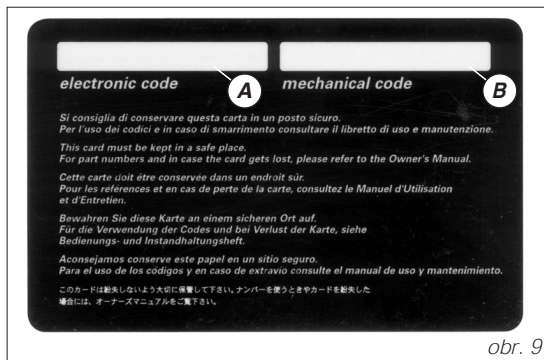 A B
electronic code mechanical code
Si consiglia di conservare questa carta in un posto sicuro.
Per l'uso dei codici e in caso di smarrimento consultare il libretto di uso e manutenzione.
This card must be kept in a safe place.
For part numbers and in case the card gets lost, please refer to the Owner's Manual.
Cette carte doit être conservée dans un endroit sûr.
Pour les références et en cas de perte de la carte, consultez le Manuel d'Utilisation
et d'Entretien.
Bewahren Sie diese Karte an einem sicheren Ort auf.
Für die Verwendung der Codes und bei Verlust der Karte, siehe
Bedienungs- und Instandhaltungsheft.
Aconsejamos conserve este papel en un sitio seguro.
Para el uso de los códigos y en caso de extravío consulte el manual de uso y mantenimiento.
このカードは紛失しないよう大切に保管して下さい。ナンバーを使うときやカードを紛失した
場合には、オーナーズマニュアルをご覧下さい。
obr. 9